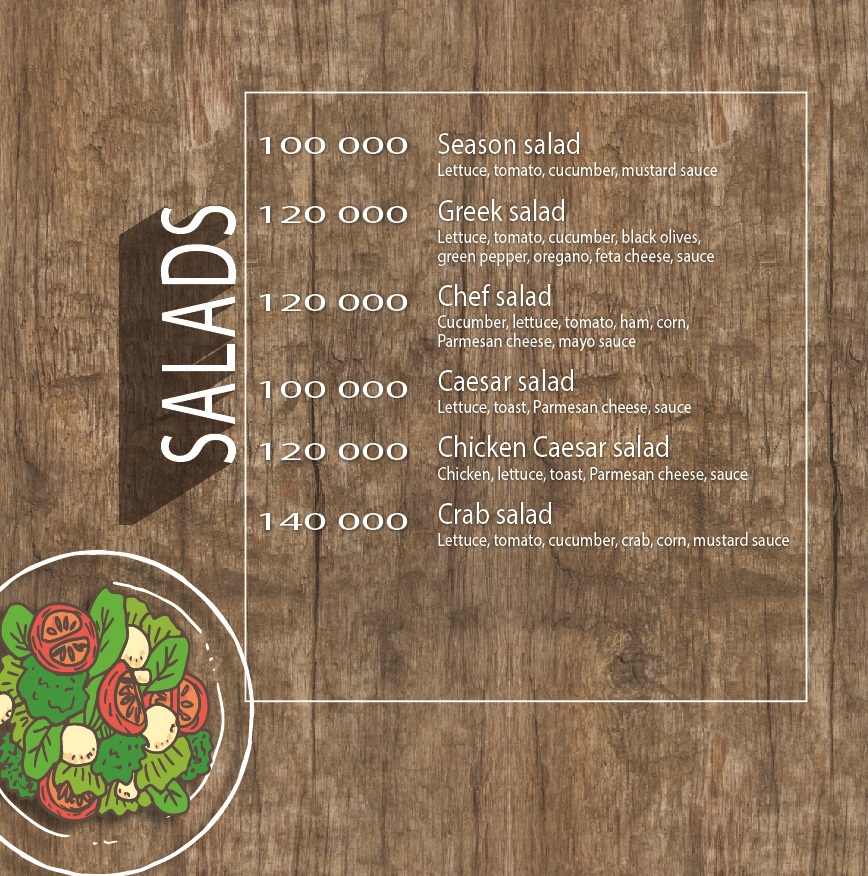 SALADS
100 000 Season salad
Lettuce, tomato, cucumber, mustard sauce
120 000 Greek salad
Lettuce, tomato, cucumber, black olives,
green pepper, oregano, feta cheese, sauce
120 000 Chef salad
Cucumber, lettuce, tomato, ham, corn,
Parmesan cheese, mayo sauce
100 000 Caesar salad
Lettuce, toast, Parmesan cheese, sauce
120 000 Chicken Caesar salad
Chicken, lettuce, toast, Parmesan cheese, sauce
140 000 Crab salad
Lettuce, tomato, cucumber, crab, corn, mustard sauce